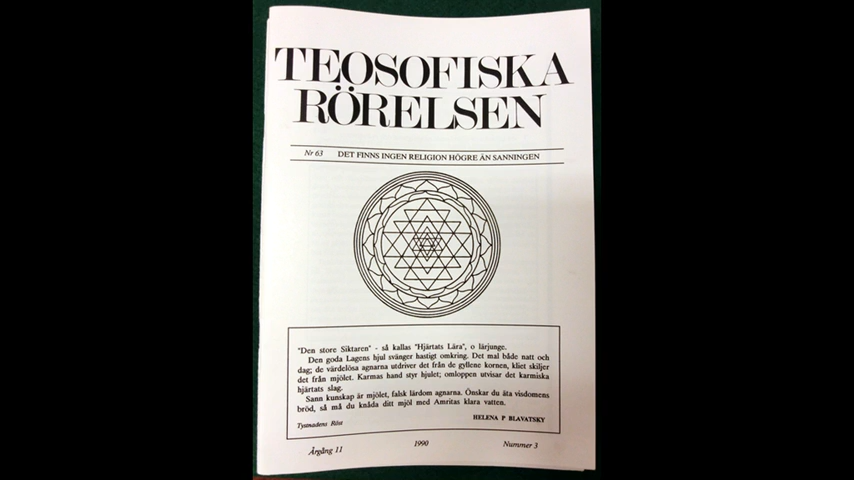 TEOSOFISKA
RÖRELSEN
Nr 63 DET FINNS INGEN RELIGION HÖGRE ÄN SANNINGEN
"Den store Siktaren" - så kallas "Hjärtats Lära", o lärjunge.
Den goda Lagens hjul svänger hastigt omkring. Det mal både natt och
dag; de värdelösa agnarna utdriver det från de gyllene kornen, kliet skiljer
det från mjölet. Karmas hand styr hjulet; omloppen utvisar det karmiska
hjärtats slag.
Sann kunskap är mjölet, falsk lärdom agnarna. Önskar du äta visdomens
bröd, så må du knåda ditt mjöl med Amritas klara vatten.
HELENA P BLAVATSKY
Tystnadens Röst
Årgång 11 1990 Nummer 3